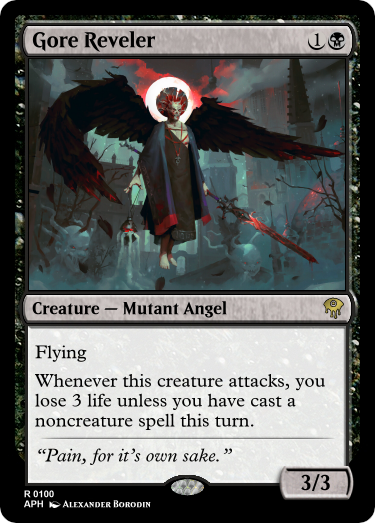 Gore Reveler 1
Creature — Mutant Angel
Flying
Whenever this creature attacks, you
lose 3 life unless you have cast a
noncreature spell this turn.
“Pain, for it’s own sake.”
3/3
R 0100
APH Alexander Borodin